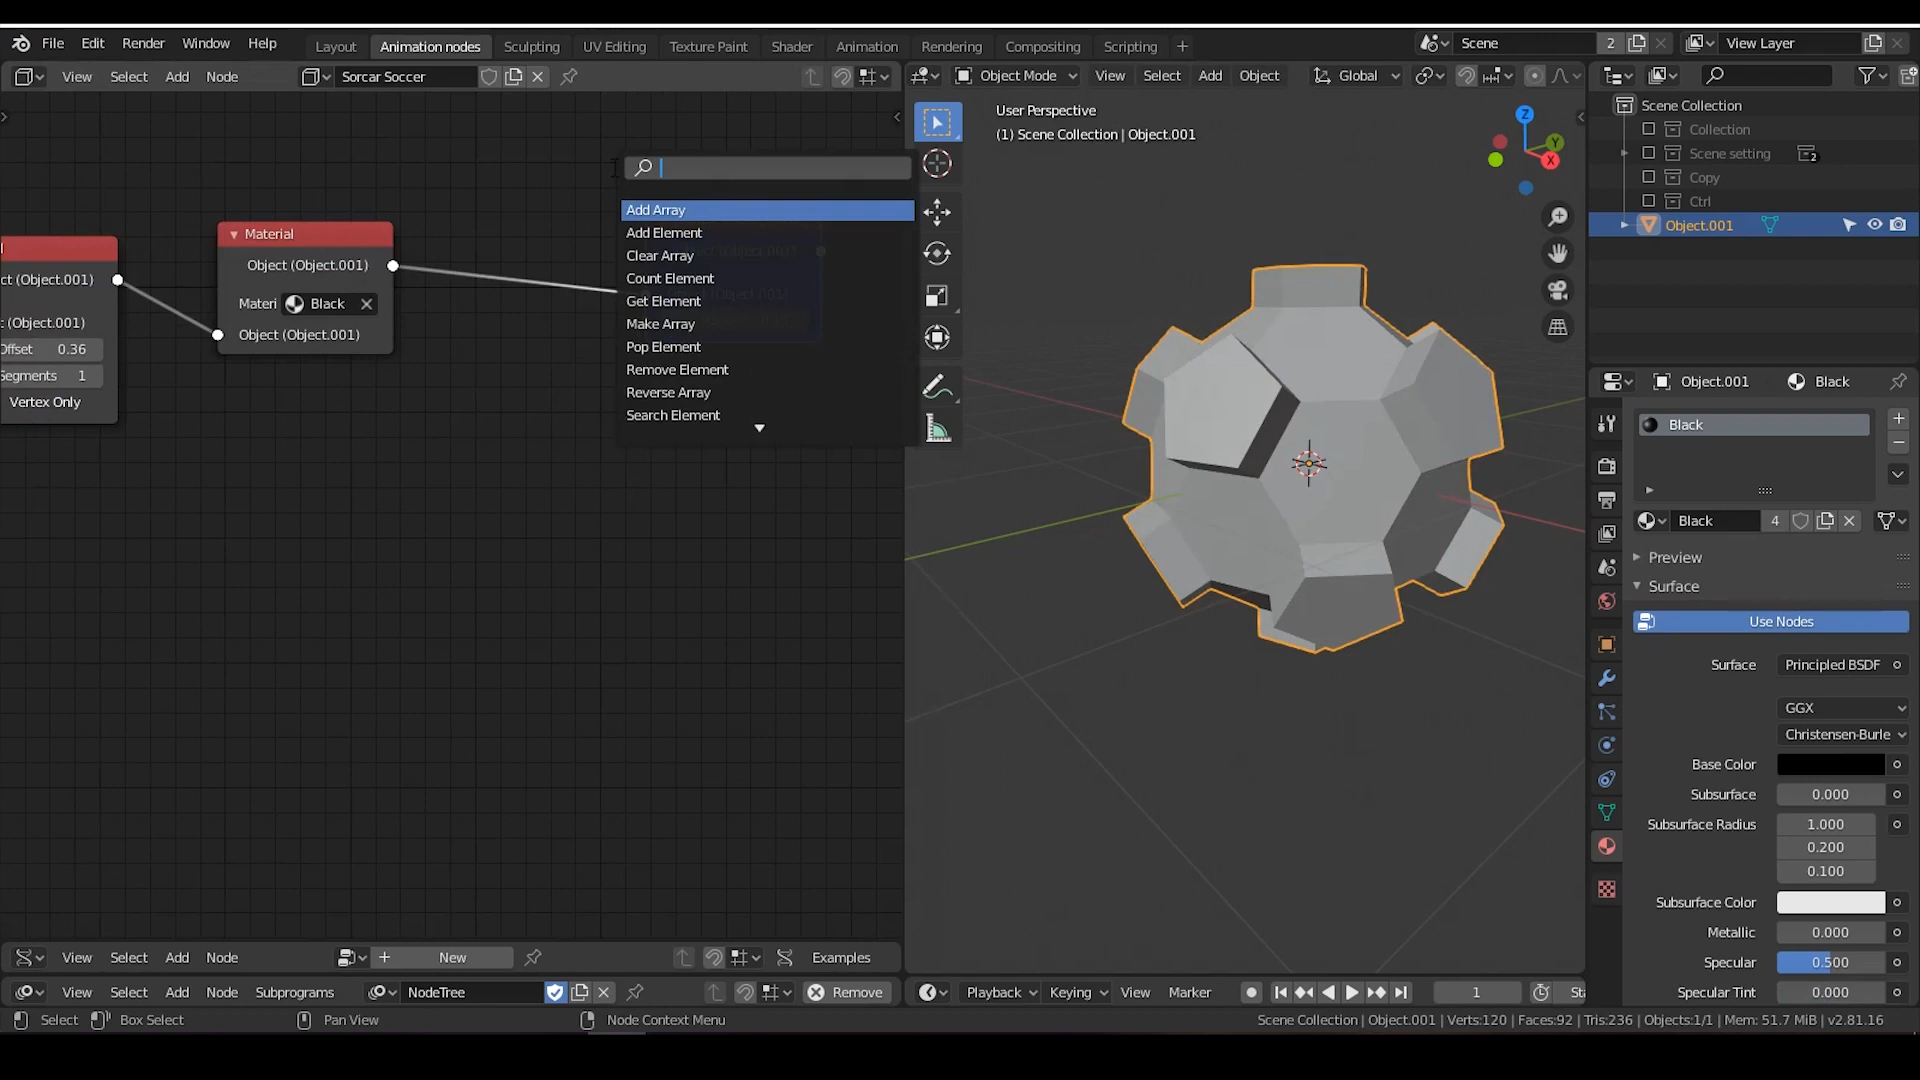 File Edit Render Window Help
Layout Animation nodes Sculpting UV Editing Texture Paint Shader Animation Rendering Compositing Scripting
Scene 2 View Layer
View Select Add Node Sorcar Soccer
Object Mode View Select Add Object Global
User Perspective
(1) Scene Collection | Object.001
Z
Y
X
Scene Collection
Collection
Scene setting 2
Copy
Ctrl
Object.001
Add Array
Add Element
Clear Array
Count Element
Get Element
Make Array
Pop Element
Remove Element
Reverse Array
Search Element
ct (Object.001)
(Object.001)
Offset 0.36
Segments 1
Vertex Only
Material
Object (Object.001)
Materi Black
Object (Object.001)
Object.001 Black
Black
Black 4
Preview
Surface
Use Nodes
Surface Principled BSDF
GGX
Christensen-Burle
Base Color
Subsurface 0.000
Subsurface Radius 1.000
0.200
0.100
Subsurface Color
Metallic 0.000
Specular 0.500
Specular Tint 0.000
View Select Add Node New Examples
View Select Add Node Subprograms NodeTree Remove
Playback Keying View Marker 1 Sta
Select Box Select Pan View Node Context Menu
Scene Collection | Object.001 | Verts:120 | Faces:92 | Tris:236 | Objects:1/1 | Mem: 51.7 MiB | v2.81.16